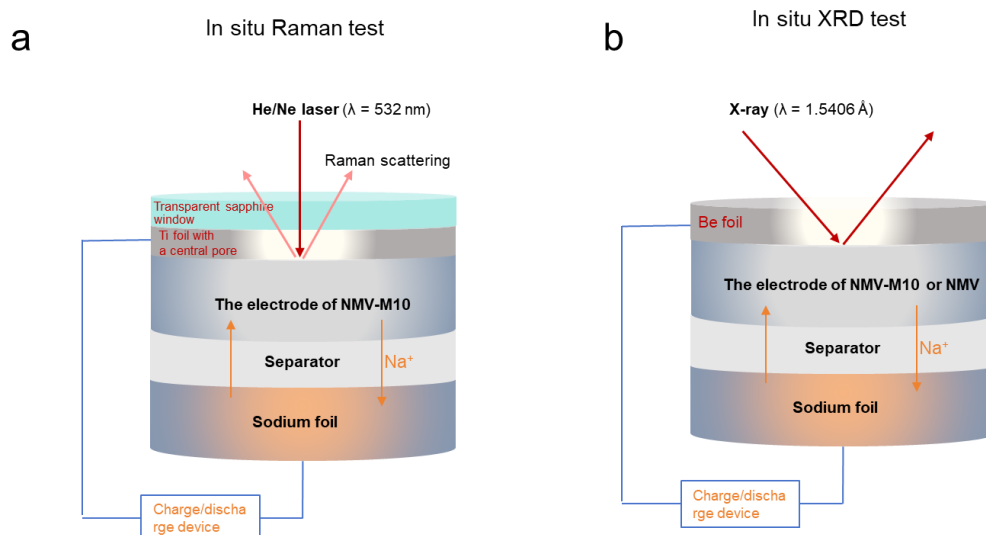 a
In situ Raman test
He/Ne laser (λ = 532 nm)
Raman scattering
Transparent sapphire
window
Ti foil with
a central pore
The electrode of NMV-M10
Separator
Na⁺
Sodium foil
Charge/discha
rge device
b
In situ XRD test
X-ray (λ = 1.5406 Å)
Be foil
The electrode of NMV-M10 or NMV
Separator
Na⁺
Sodium foil
Charge/discha
rge device